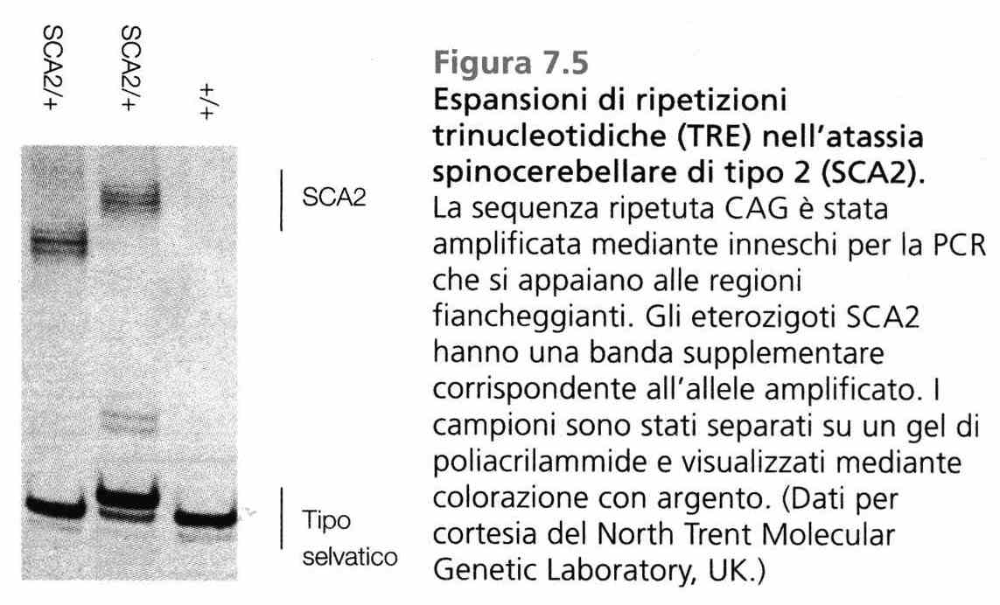 SCA2/+
SCA2/+
+/+
SCA2
Tipo
selvatico
Figura 7.5
Espansioni di ripetizioni
trinucleotidiche (TRE) nell'atassia
spinocerebellare di tipo 2 (SCA2).
La sequenza ripetuta CAG è stata
amplificata mediante inneschi per la PCR
che si appaiano alle regioni
fiancheggianti. Gli eterozigoti SCA2
hanno una banda supplementare
corrispondente all'allele amplificato. I
campioni sono stati separati su un gel di
poliacrilammide e visualizzati mediante
colorazione con argento. (Dati per
cortesia del North Trent Molecular
Genetic Laboratory, UK.)